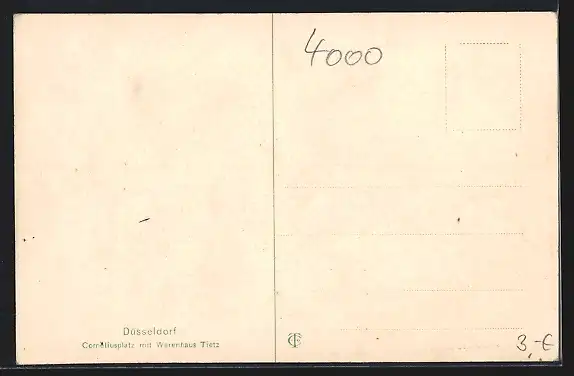 4000
Düsseldorf
Corneliusplatz mit Warenhaus Tietz
3,-€